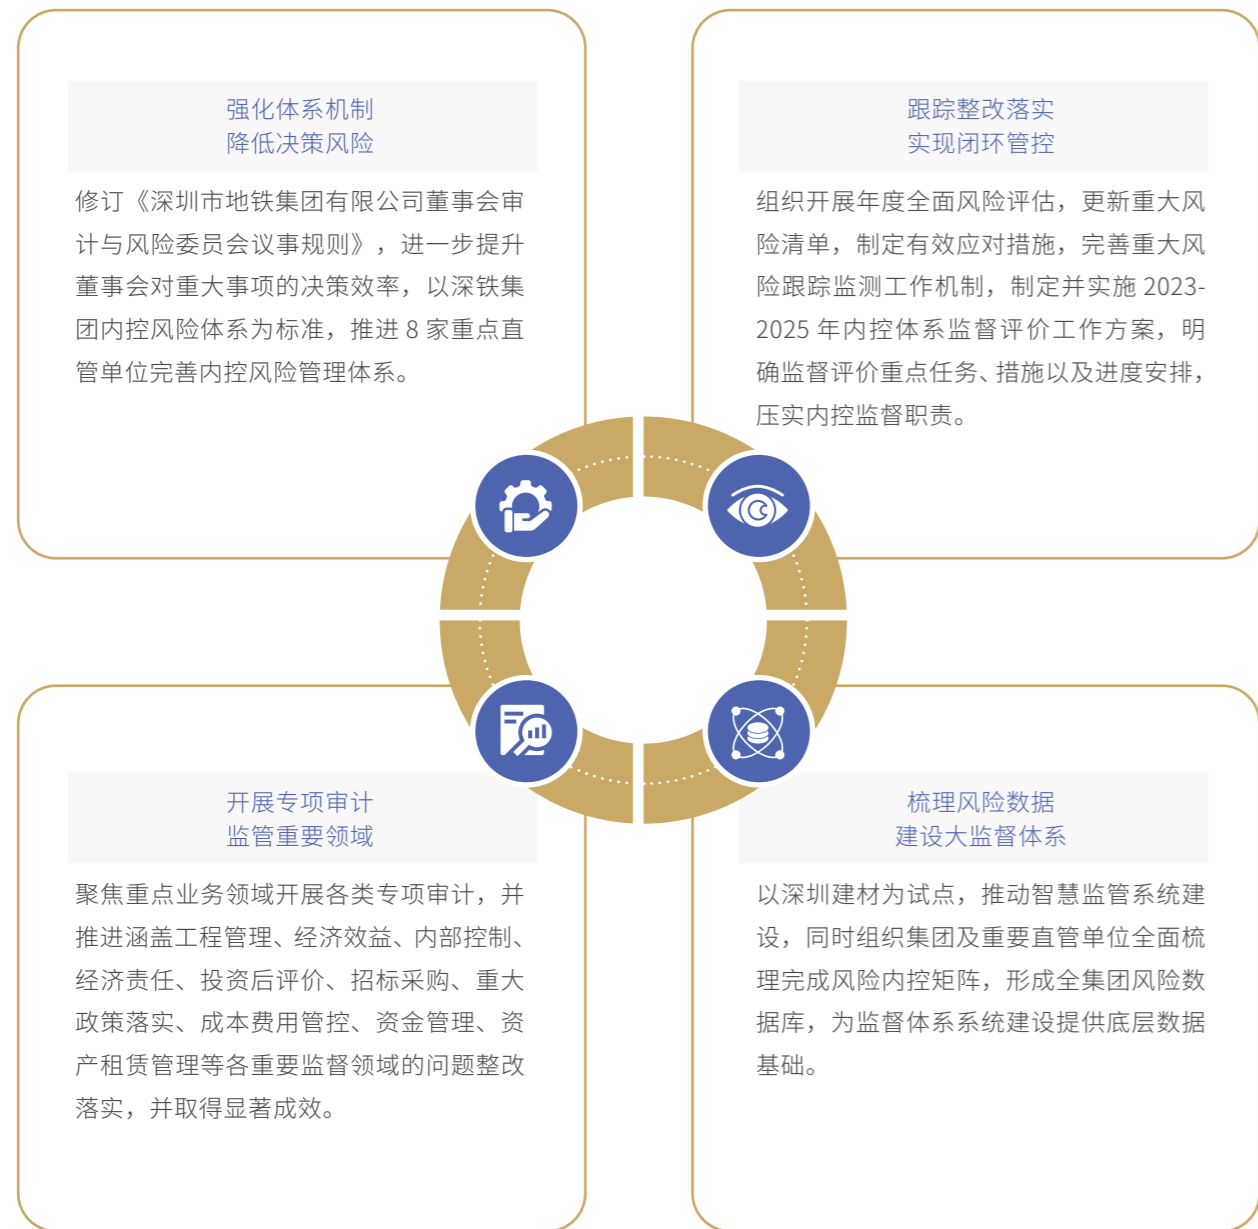 强化体系机制
降低决策风险
修订《深圳市地铁集团有限公司董事会审
计与风险委员会议事规则》，进一步提升
董事会对重大事项的决策效率，以深铁集
团内控风险体系为标准，推进 8 家重点直
管单位完善内控风险管理体系。
跟踪整改落实
实现闭环管控
组织开展年度全面风险评估，更新重大风
险清单，制定有效应对措施，完善重大风
险跟踪监测工作机制，制定并实施 2023-
2025 年内控体系监督评价工作方案，明
确监督评价重点任务、措施以及进度安排，
压实内控监督职责。
开展专项审计
监管重要领域
聚焦重点业务领域开展各类专项审计，并
推进涵盖工程管理、经济效益、内部控制、
经济责任、投资后评价、招标采购、重大
政策落实、成本费用管控、资金管理、资
产租赁管理等各重要监督领域的问题整改
落实，并取得显著成效。
梳理风险数据
建设大监督体系
以深圳建材为试点，推动智慧监管系统建
设，同时组织集团及重要直管单位全面梳
理完成风险内控矩阵，形成全集团风险数
据库，为监督体系系统建设提供底层数据
基础。